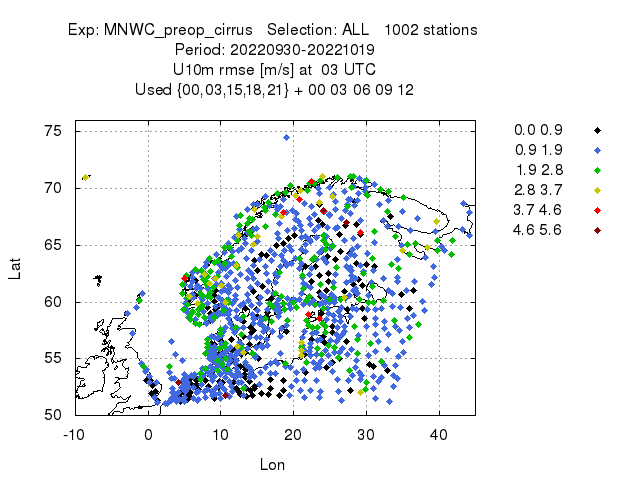 Exp: MNWC_preop_cirrus   Selection: ALL   1002 stations
Period: 20220930-20221019
U10m rmse [m/s] at  03 UTC
Used {00,03,15,18,21} + 00 03 06 09 12
75
70
65
60
55
50
Lat
-10 0 10 20 30 40
Lon
0.0 0.9
0.9 1.9
1.9 2.8
2.8 3.7
3.7 4.6
4.6 5.6